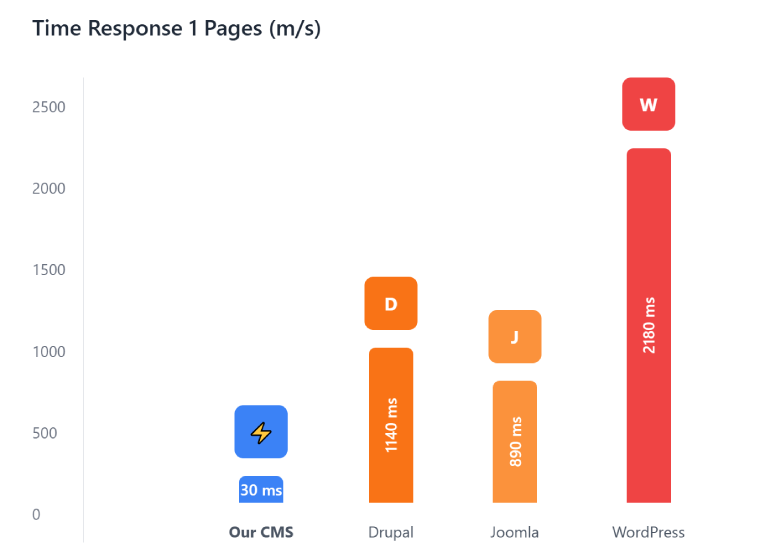 Time Response 1 Pages (m/s)
2500
2000
1500
1000
500
0
W
D
J
30 ms
1140 ms
890 ms
2180 ms
Our CMS
Drupal
Joomla
WordPress